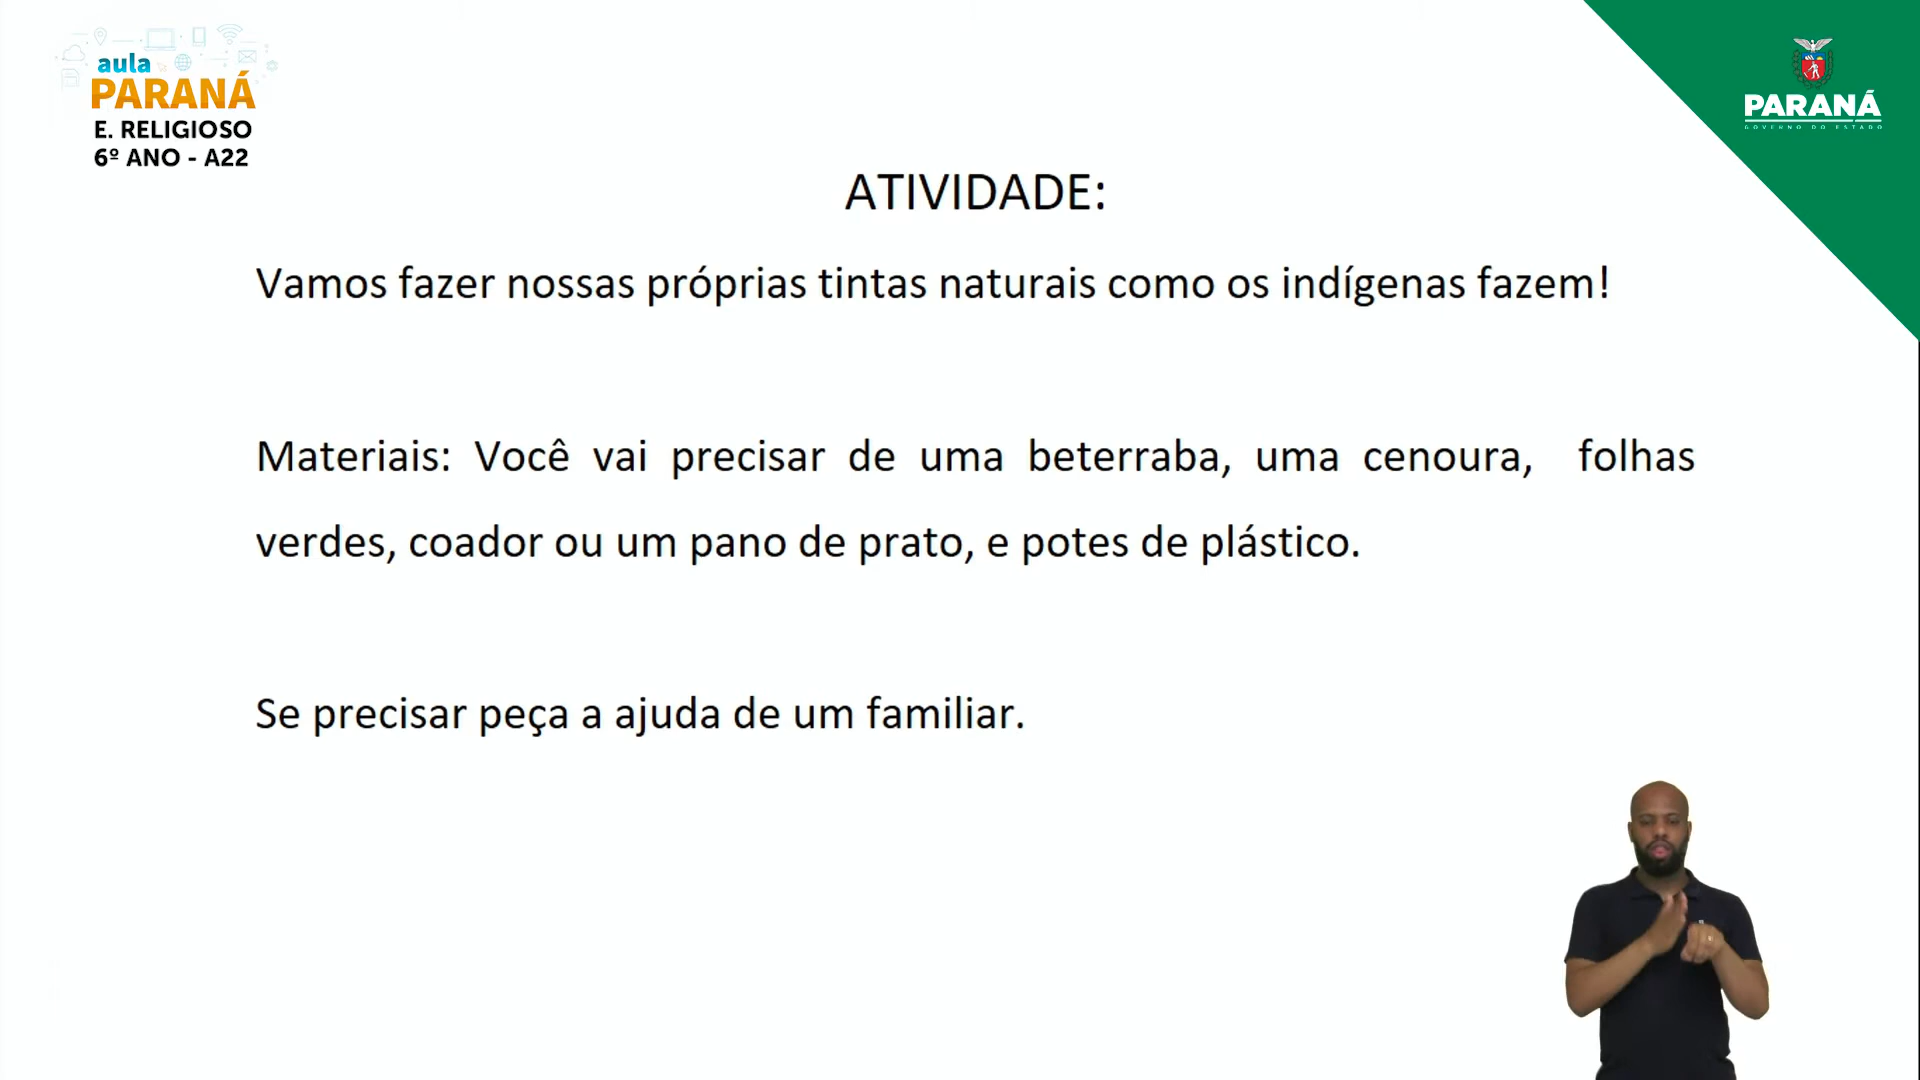 aula
PARANÁ
E. RELIGIOSO
6º ANO - A22
PARANÁ
GOVERNO DO ESTADO
ATIVIDADE:
Vamos fazer nossas próprias tintas naturais como os indígenas fazem!
Materiais: Você vai precisar de uma beterraba, uma cenoura, folhas
verdes, coador ou um pano de prato, e potes de plástico.
Se precisar peça a ajuda de um familiar.